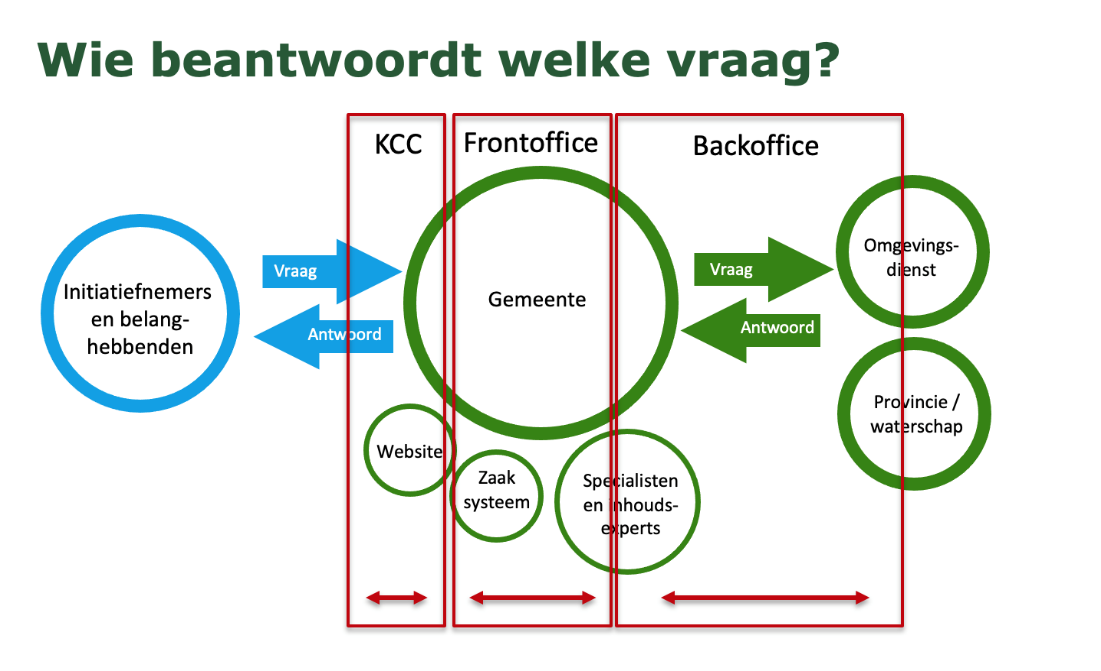 Wie beantwoordt welke vraag?
KCC
Frontoffice
Backoffice
Initiatiefnemers
en belang-
hebbenden
Vraag
Antwoord
Gemeente
Vraag
Antwoord
Omgevings-
dienst
Provincie /
waterschap
Website
Zaak
systeem
Specialisten
en inhouds-
experts